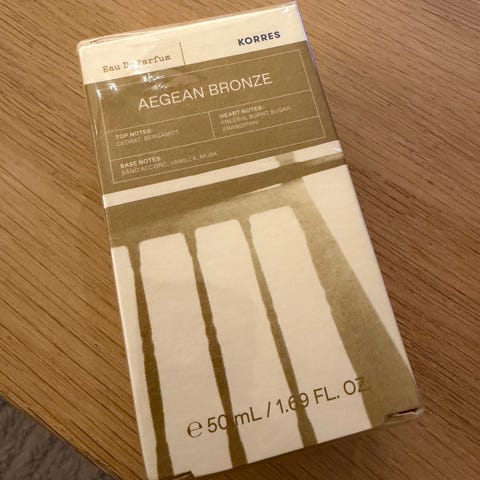 Eau De Parfum
KORRES
AEGEAN BRONZE
TOP NOTES:
CEDRAT, BERGAMOT
HEART NOTES:
FREESIA, BURNT SUGAR,
FRANGIPANI
BASE NOTES:
SAND ACCORD, VANILLA, MUSK
℮ 50 mL / 1.69 FL. OZ.